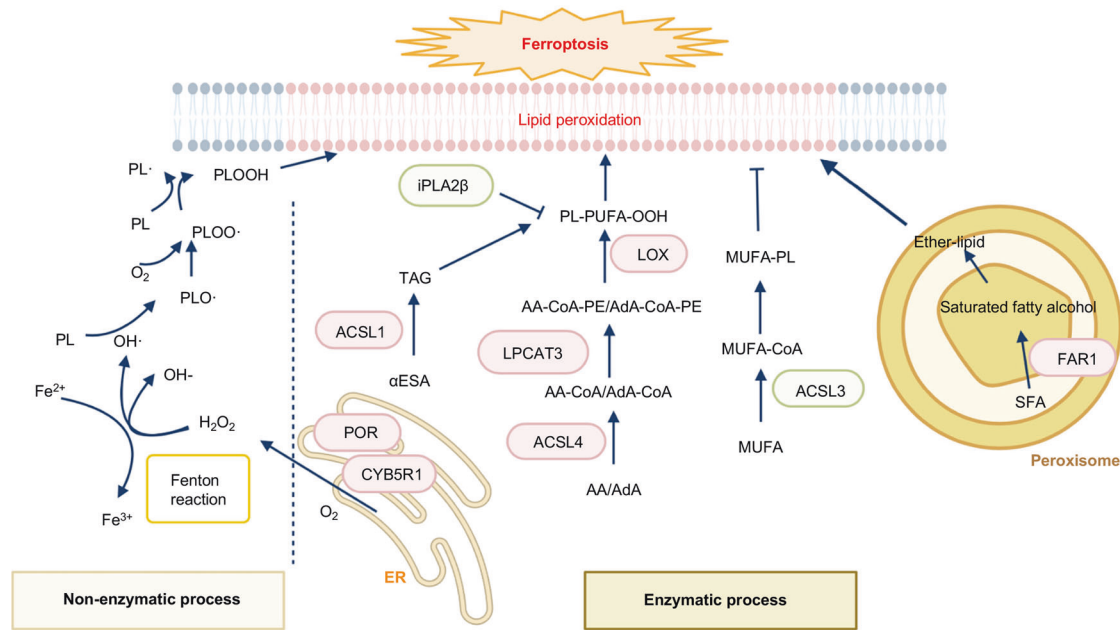 Ferroptosis
Lipid peroxidation
PL·
PLOOH
PL
PLOO·
O₂
PLO·
PL
OH·
OH-
Fe²⁺
H₂O₂
Fenton
reaction
Fe³⁺
iPLA2β
PL-PUFA-OOH
LOX
TAG
AA-CoA-PE/AdA-CoA-PE
ACSL1
LPCAT3
αESA
AA-CoA/AdA-CoA
POR
ACSL4
CYB5R1
AA/AdA
O₂
ER
MUFA-PL
MUFA-CoA
ACSL3
MUFA
Ether-lipid
Saturated fatty alcohol
FAR1
SFA
Peroxisome
Non-enzymatic process
Enzymatic process